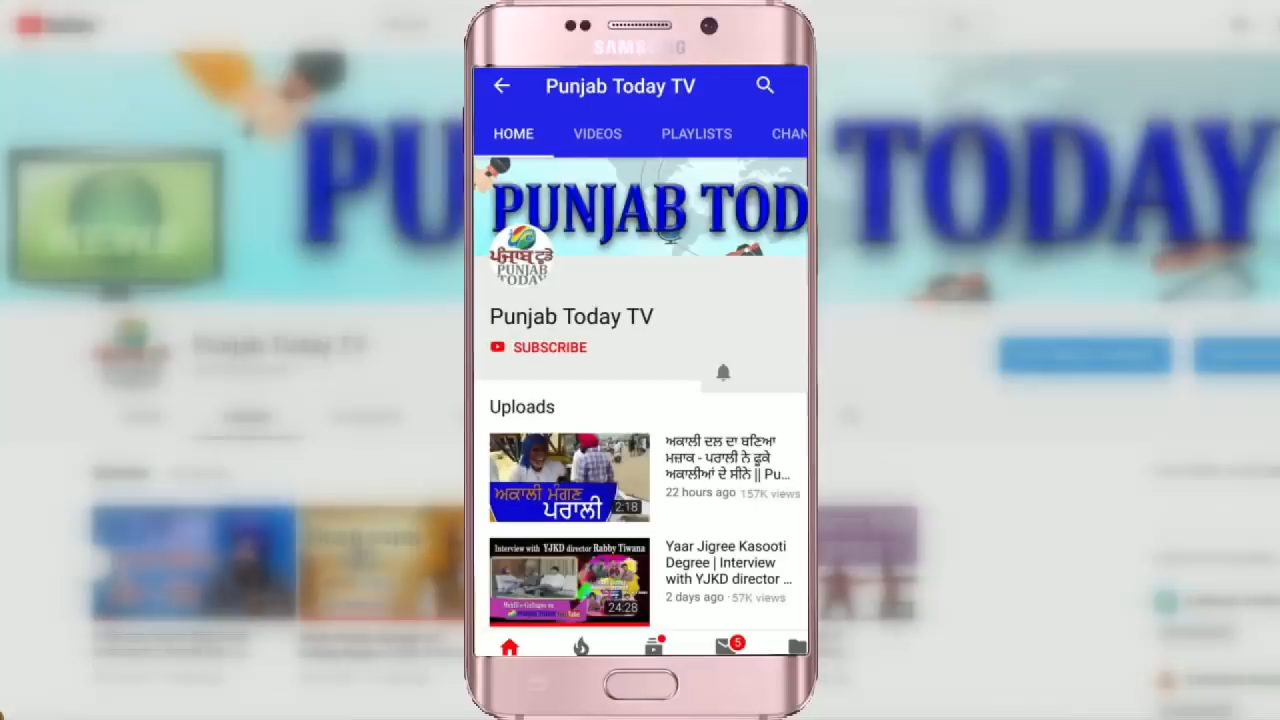 SAMSUNG
Punjab Today TV
HOME VIDEOS PLAYLISTS CHAN
PUNJAB TOD
ਪੰਜਾਬ ਟੂਡੇ
PUNJAB
TODAY
Punjab Today TV
SUBSCRIBE
Uploads
ਅਕਾਲੀ ਮੰਗਣ
ਪਰਾਲੀ
2:18
ਅਕਾਲੀ ਦਲ ਦਾ ਬਣਿਆ
ਮਜ਼ਾਕ - ਪਰਾਲੀ ਨੇ ਫੂਕੇ
ਅਕਾਲੀਆਂ ਦੇ ਸੀਨੇ || Pu...
22 hours ago 157K views
Interview with YJKD director Rabby Tiwana
24:28
Yaar Jigree Kasooti
Degree | Interview
with YJKD director ...
2 days ago · 57K views
5
PU
TODAY